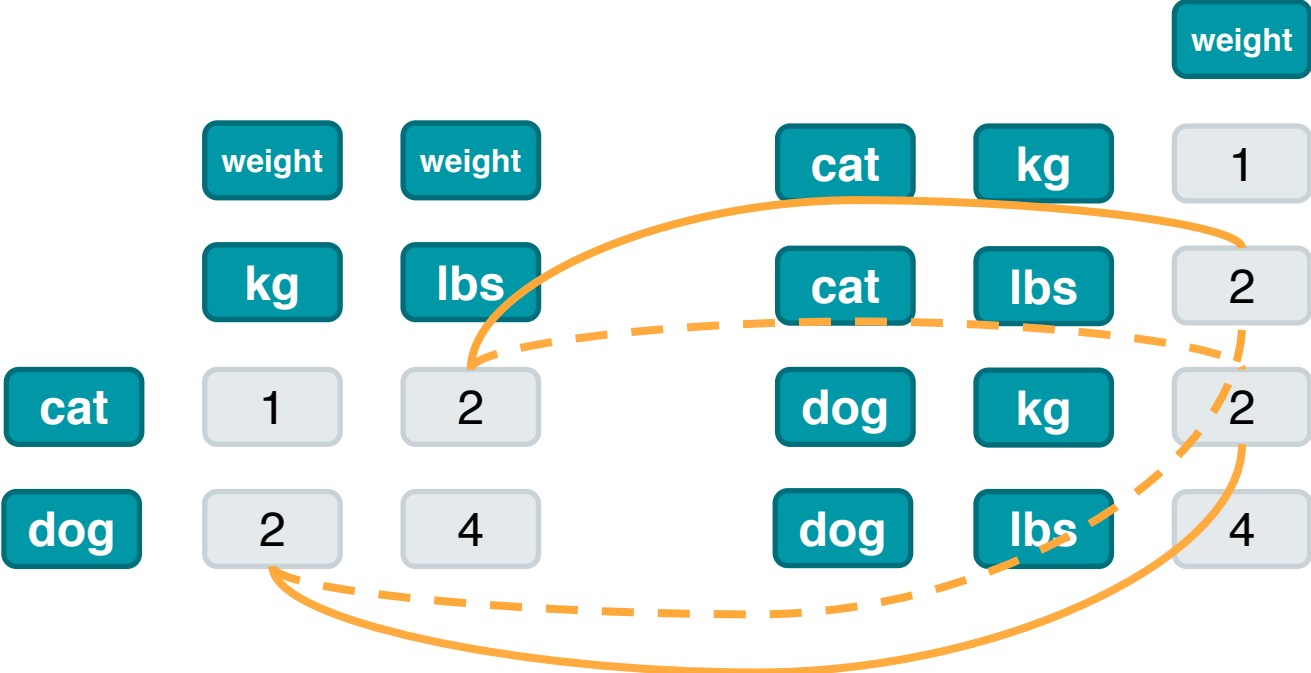 weight
weight weight cat kg 1
kg lbs cat lbs 2
cat 1 2 dog kg 2
dog 2 4 dog lbs 4